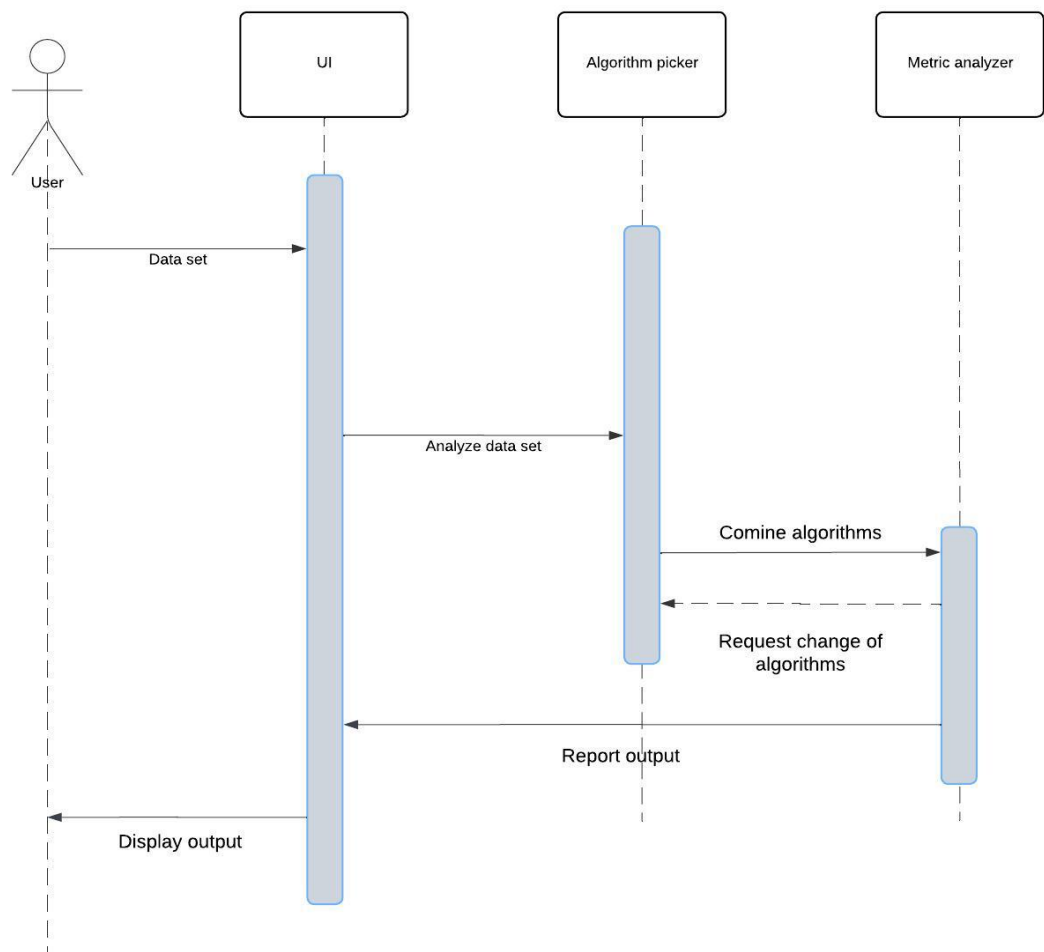 UI
Algorithm picker
Metric analyzer
User
Data set
Analyze data set
Comine algorithms
Request change of
algorithms
Report output
Display output